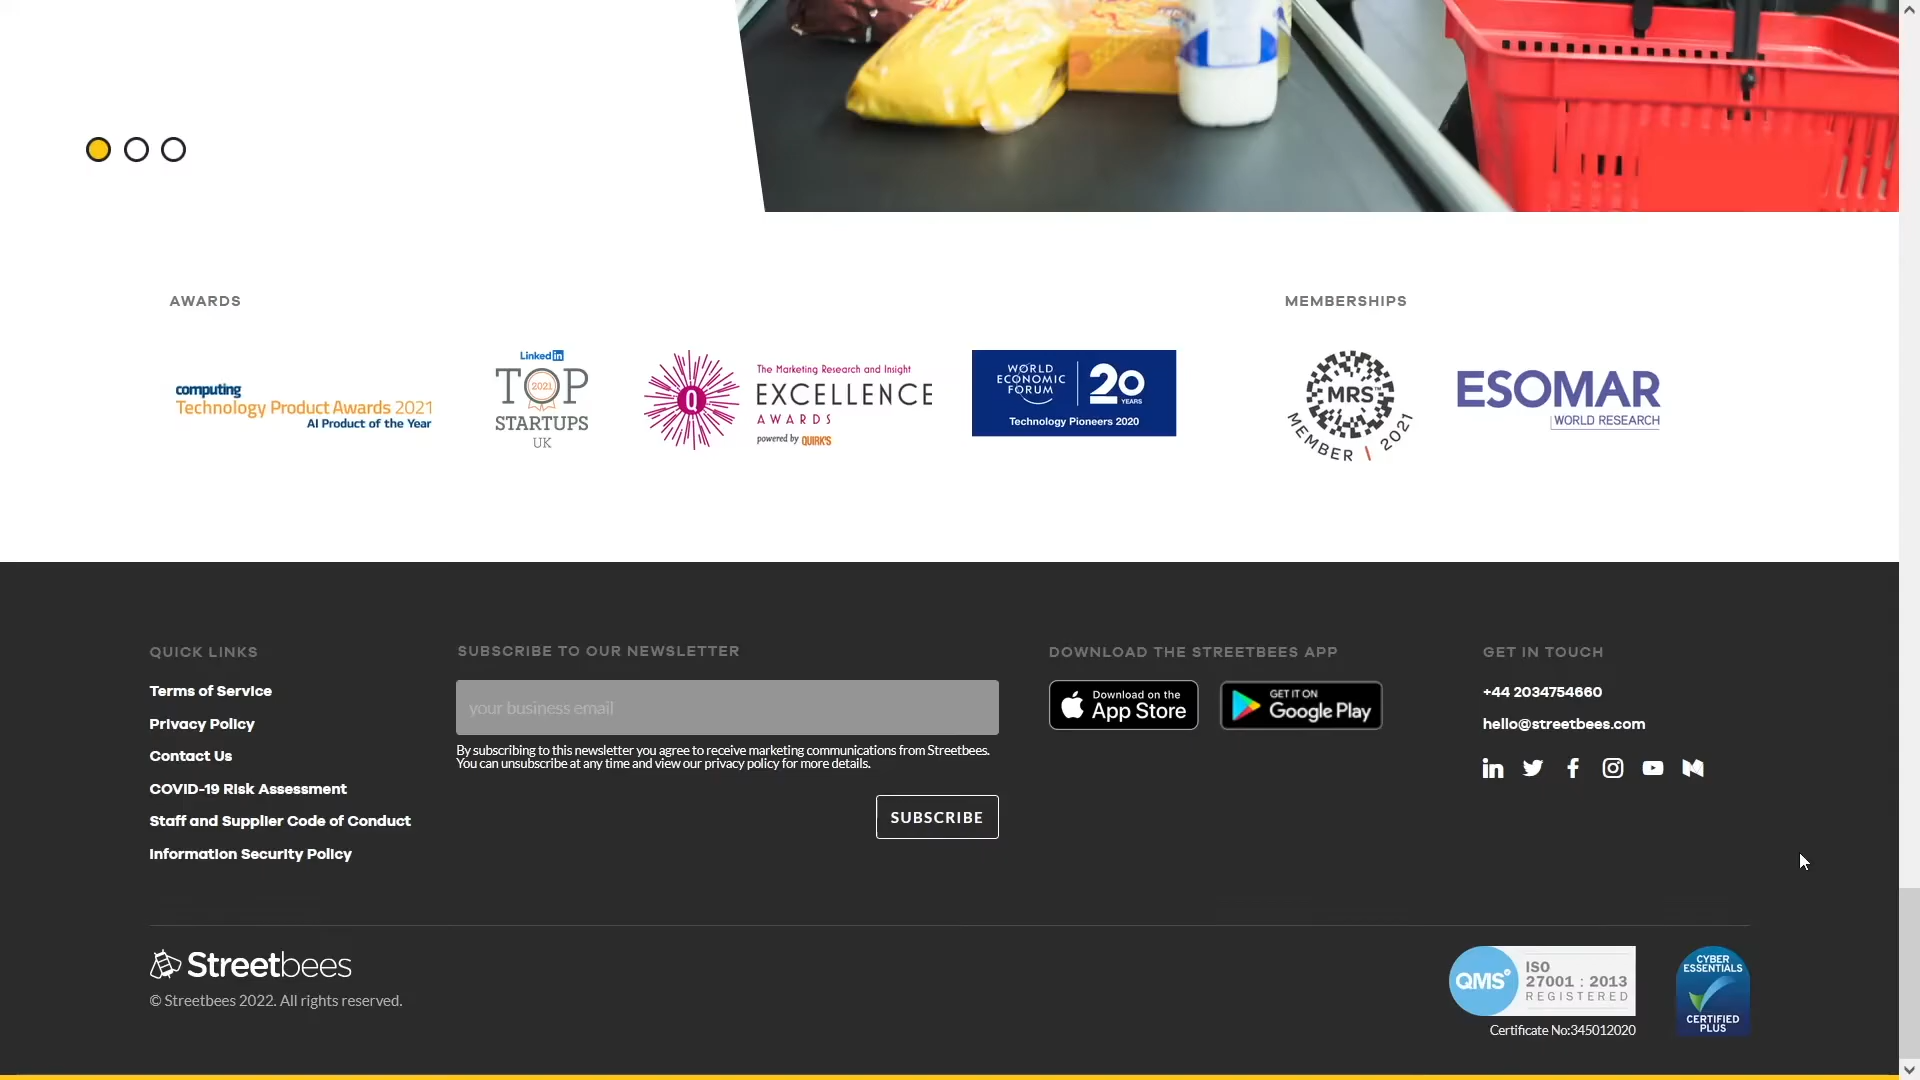 AWARDS
MEMBERSHIPS
computing
Technology Product Awards 2021
AI Product of the Year
Linked in
TOP
2021
STARTUPS
UK
Q
The Marketing Research and Insight
EXCELLENCE
AWARDS
powered by QUIRK'S
WORLD
ECONOMIC
FORUM
20
YEARS
Technology Pioneers 2020
MRS™
MEMBER \ 2021
ESOMAR
WORLD RESEARCH
QUICK LINKS
Terms of Service
Privacy Policy
Contact Us
COVID-19 Risk Assessment
Staff and Supplier Code of Conduct
Information Security Policy
SUBSCRIBE TO OUR NEWSLETTER
your business email
By subscribing to this newsletter you agree to receive marketing communications from Streetbees.
You can unsubscribe at any time and view our privacy policy for more details.
SUBSCRIBE
DOWNLOAD THE STREETBEES APP
Download on the
App Store
GET IT ON
Google Play
GET IN TOUCH
+44 2034754660
hello@streetbees.com
Streetbees
© Streetbees 2022. All rights reserved.
QMS
ISO
27001 : 2013
REGISTERED
Certificate No:345012020
CYBER
ESSENTIALS
CERTIFIED
PLUS